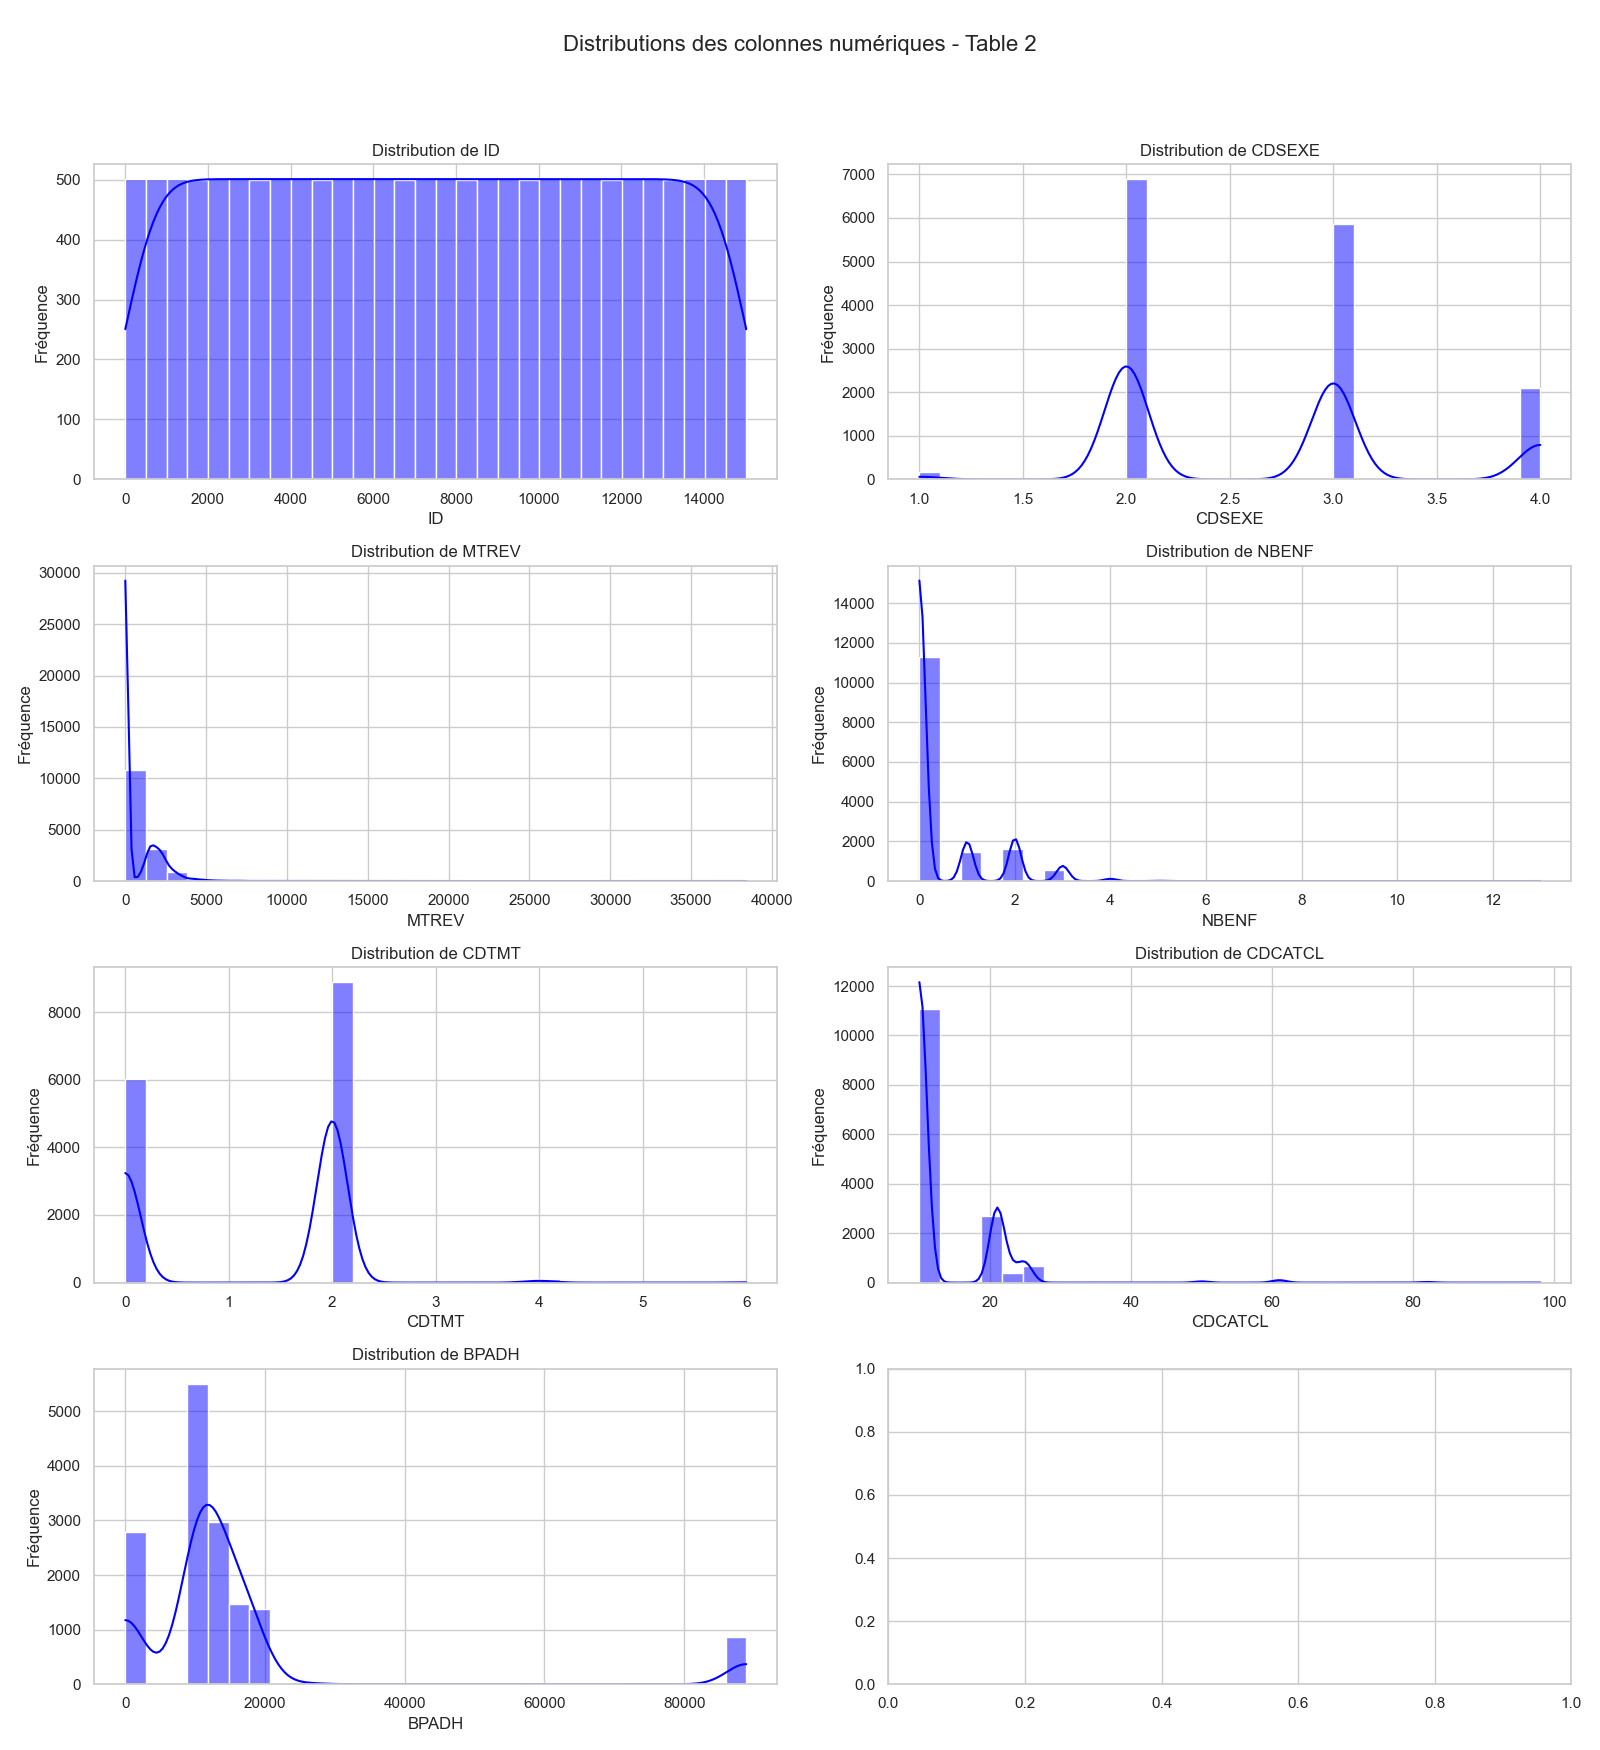 Distributions des colonnes numériques - Table 2
Distribution de ID
Fréquence
500
400
300
200
100
0
0 2000 4000 6000 8000 10000 12000 14000
ID
Distribution de CDSEXE
Fréquence
7000
6000
5000
4000
3000
2000
1000
0
1.0 1.5 2.0 2.5 3.0 3.5 4.0
CDSEXE
Distribution de MTREV
Fréquence
30000
25000
20000
15000
10000
5000
0
0 5000 10000 15000 20000 25000 30000 35000 40000
MTREV
Distribution de NBENF
Fréquence
14000
12000
10000
8000
6000
4000
2000
0
0 2 4 6 8 10 12
NBENF
Distribution de CDTMT
Fréquence
8000
6000
4000
2000
0
0 1 2 3 4 5 6
CDTMT
Distribution de CDCATCL
Fréquence
12000
10000
8000
6000
4000
2000
0
20 40 60 80 100
CDCATCL
Distribution de BPADH
Fréquence
5000
4000
3000
2000
1000
0
0 20000 40000 60000 80000
BPADH
1.0
0.8
0.6
0.4
0.2
0.0
0.0 0.2 0.4 0.6 0.8 1.0